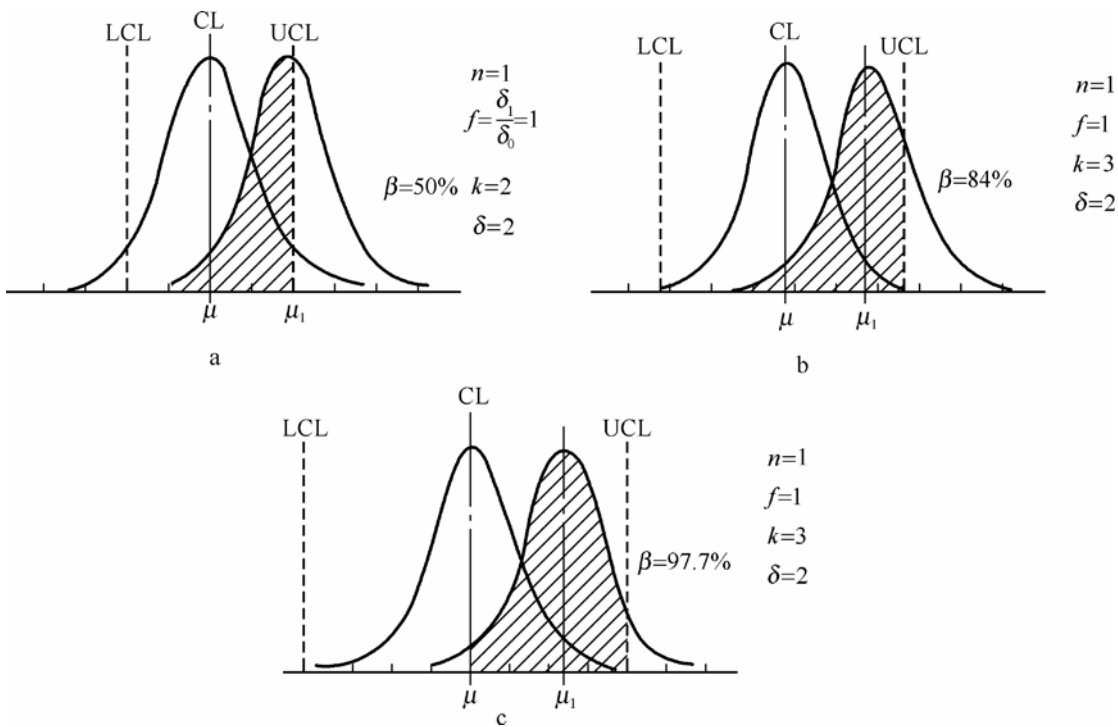 LCL CL UCL
n=1
f=δ₁/δ₀=1
β=50% k=2
δ=2
μ μ₁
a
LCL CL UCL
n=1
f=1
k=3
β=84%
δ=2
μ μ₁
b
LCL CL UCL
n=1
f=1
k=3
β=97.7%
δ=2
μ μ₁
c